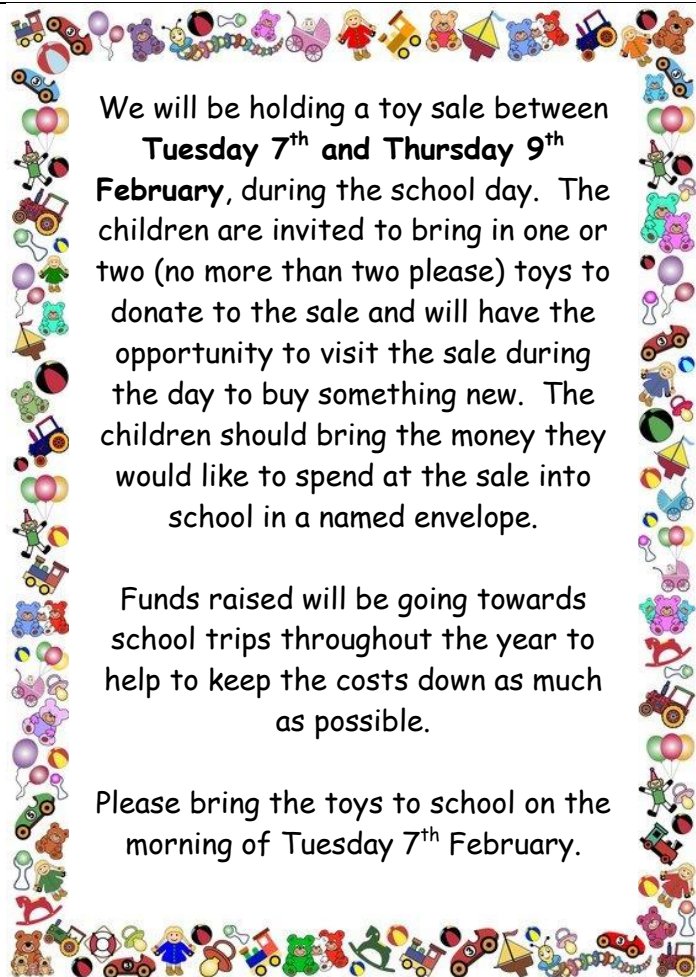 We will be holding a toy sale between
Tuesday 7th and Thursday 9th
February, during the school day.  The
children are invited to bring in one or
two (no more than two please) toys to
donate to the sale and will have the
opportunity to visit the sale during
the day to buy something new.  The
children should bring the money they
would like to spend at the sale into
school in a named envelope.
Funds raised will be going towards
school trips throughout the year to
help to keep the costs down as much
as possible.
Please bring the toys to school on the
morning of Tuesday 7th February.